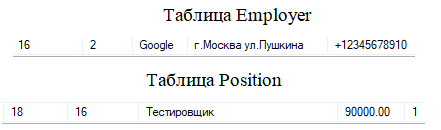 Таблица Employer
16 2 Google г.Москва ул.Пушкина +12345678910
Таблица Position
18 16 Тестировщик 90000.00 1